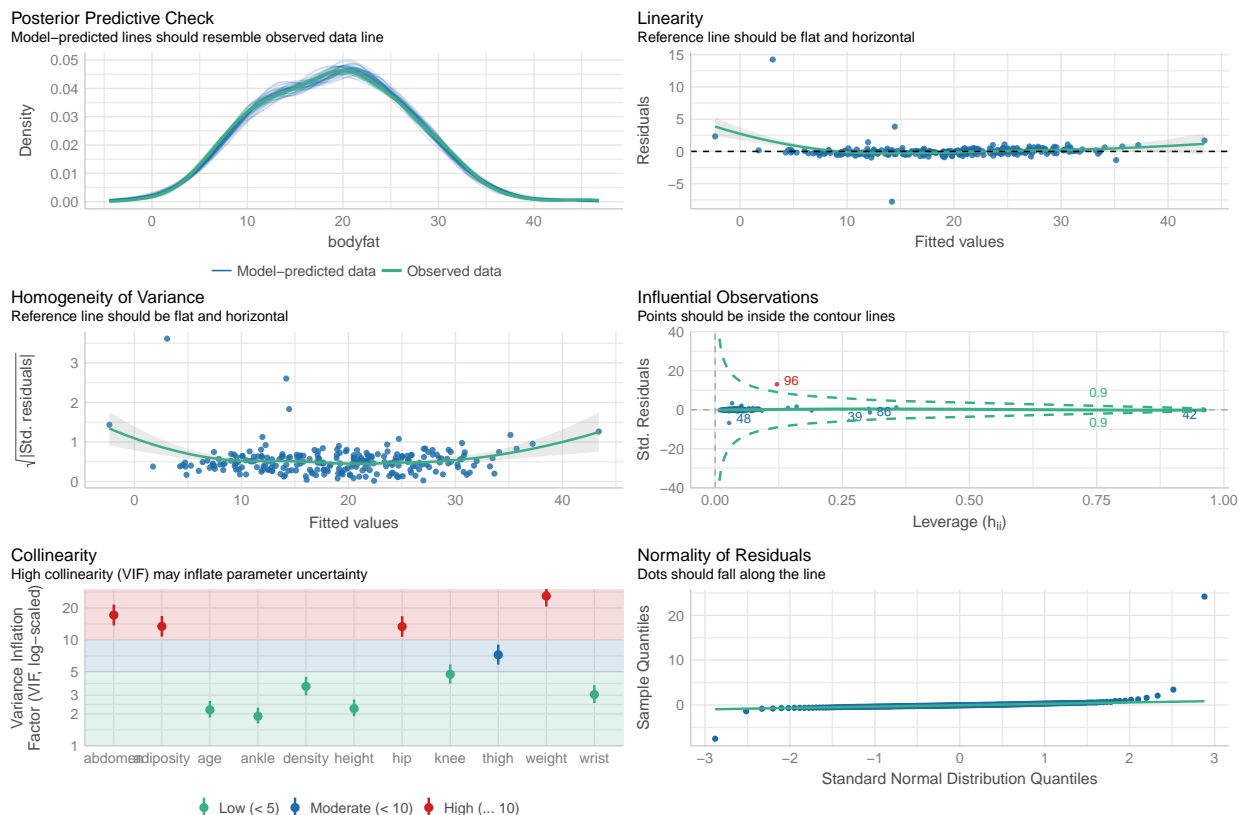 Posterior Predictive Check
Model−predicted lines should resemble observed data line
Density
0.05
0.04
0.03
0.02
0.01
0.00
0 10 20 30 40
bodyfat
Model−predicted data Observed data
Linearity
Reference line should be flat and horizontal
Residuals
15
10
5
0
−5
0 10 20 30 40
Fitted values
Homogeneity of Variance
Reference line should be flat and horizontal
√|Std. residuals|
3
2
1
0
0 10 20 30 40
Fitted values
Influential Observations
Points should be inside the contour lines
Std. Residuals
40
20
0
−20
−40
96
0.9
48
39
86
42
0.9
0.00 0.25 0.50 0.75 1.00
Leverage (hii)
Collinearity
High collinearity (VIF) may inflate parameter uncertainty
Variance Inflation
Factor (VIF, log−scaled)
20
10
5
3
2
1
abdomen adiposity age ankle density height hip knee thigh weight wrist
Low (< 5) Moderate (< 10) High (... 10)
Normality of Residuals
Dots should fall along the line
Sample Quantiles
20
10
0
−3 −2 −1 0 1 2 3
Standard Normal Distribution Quantiles